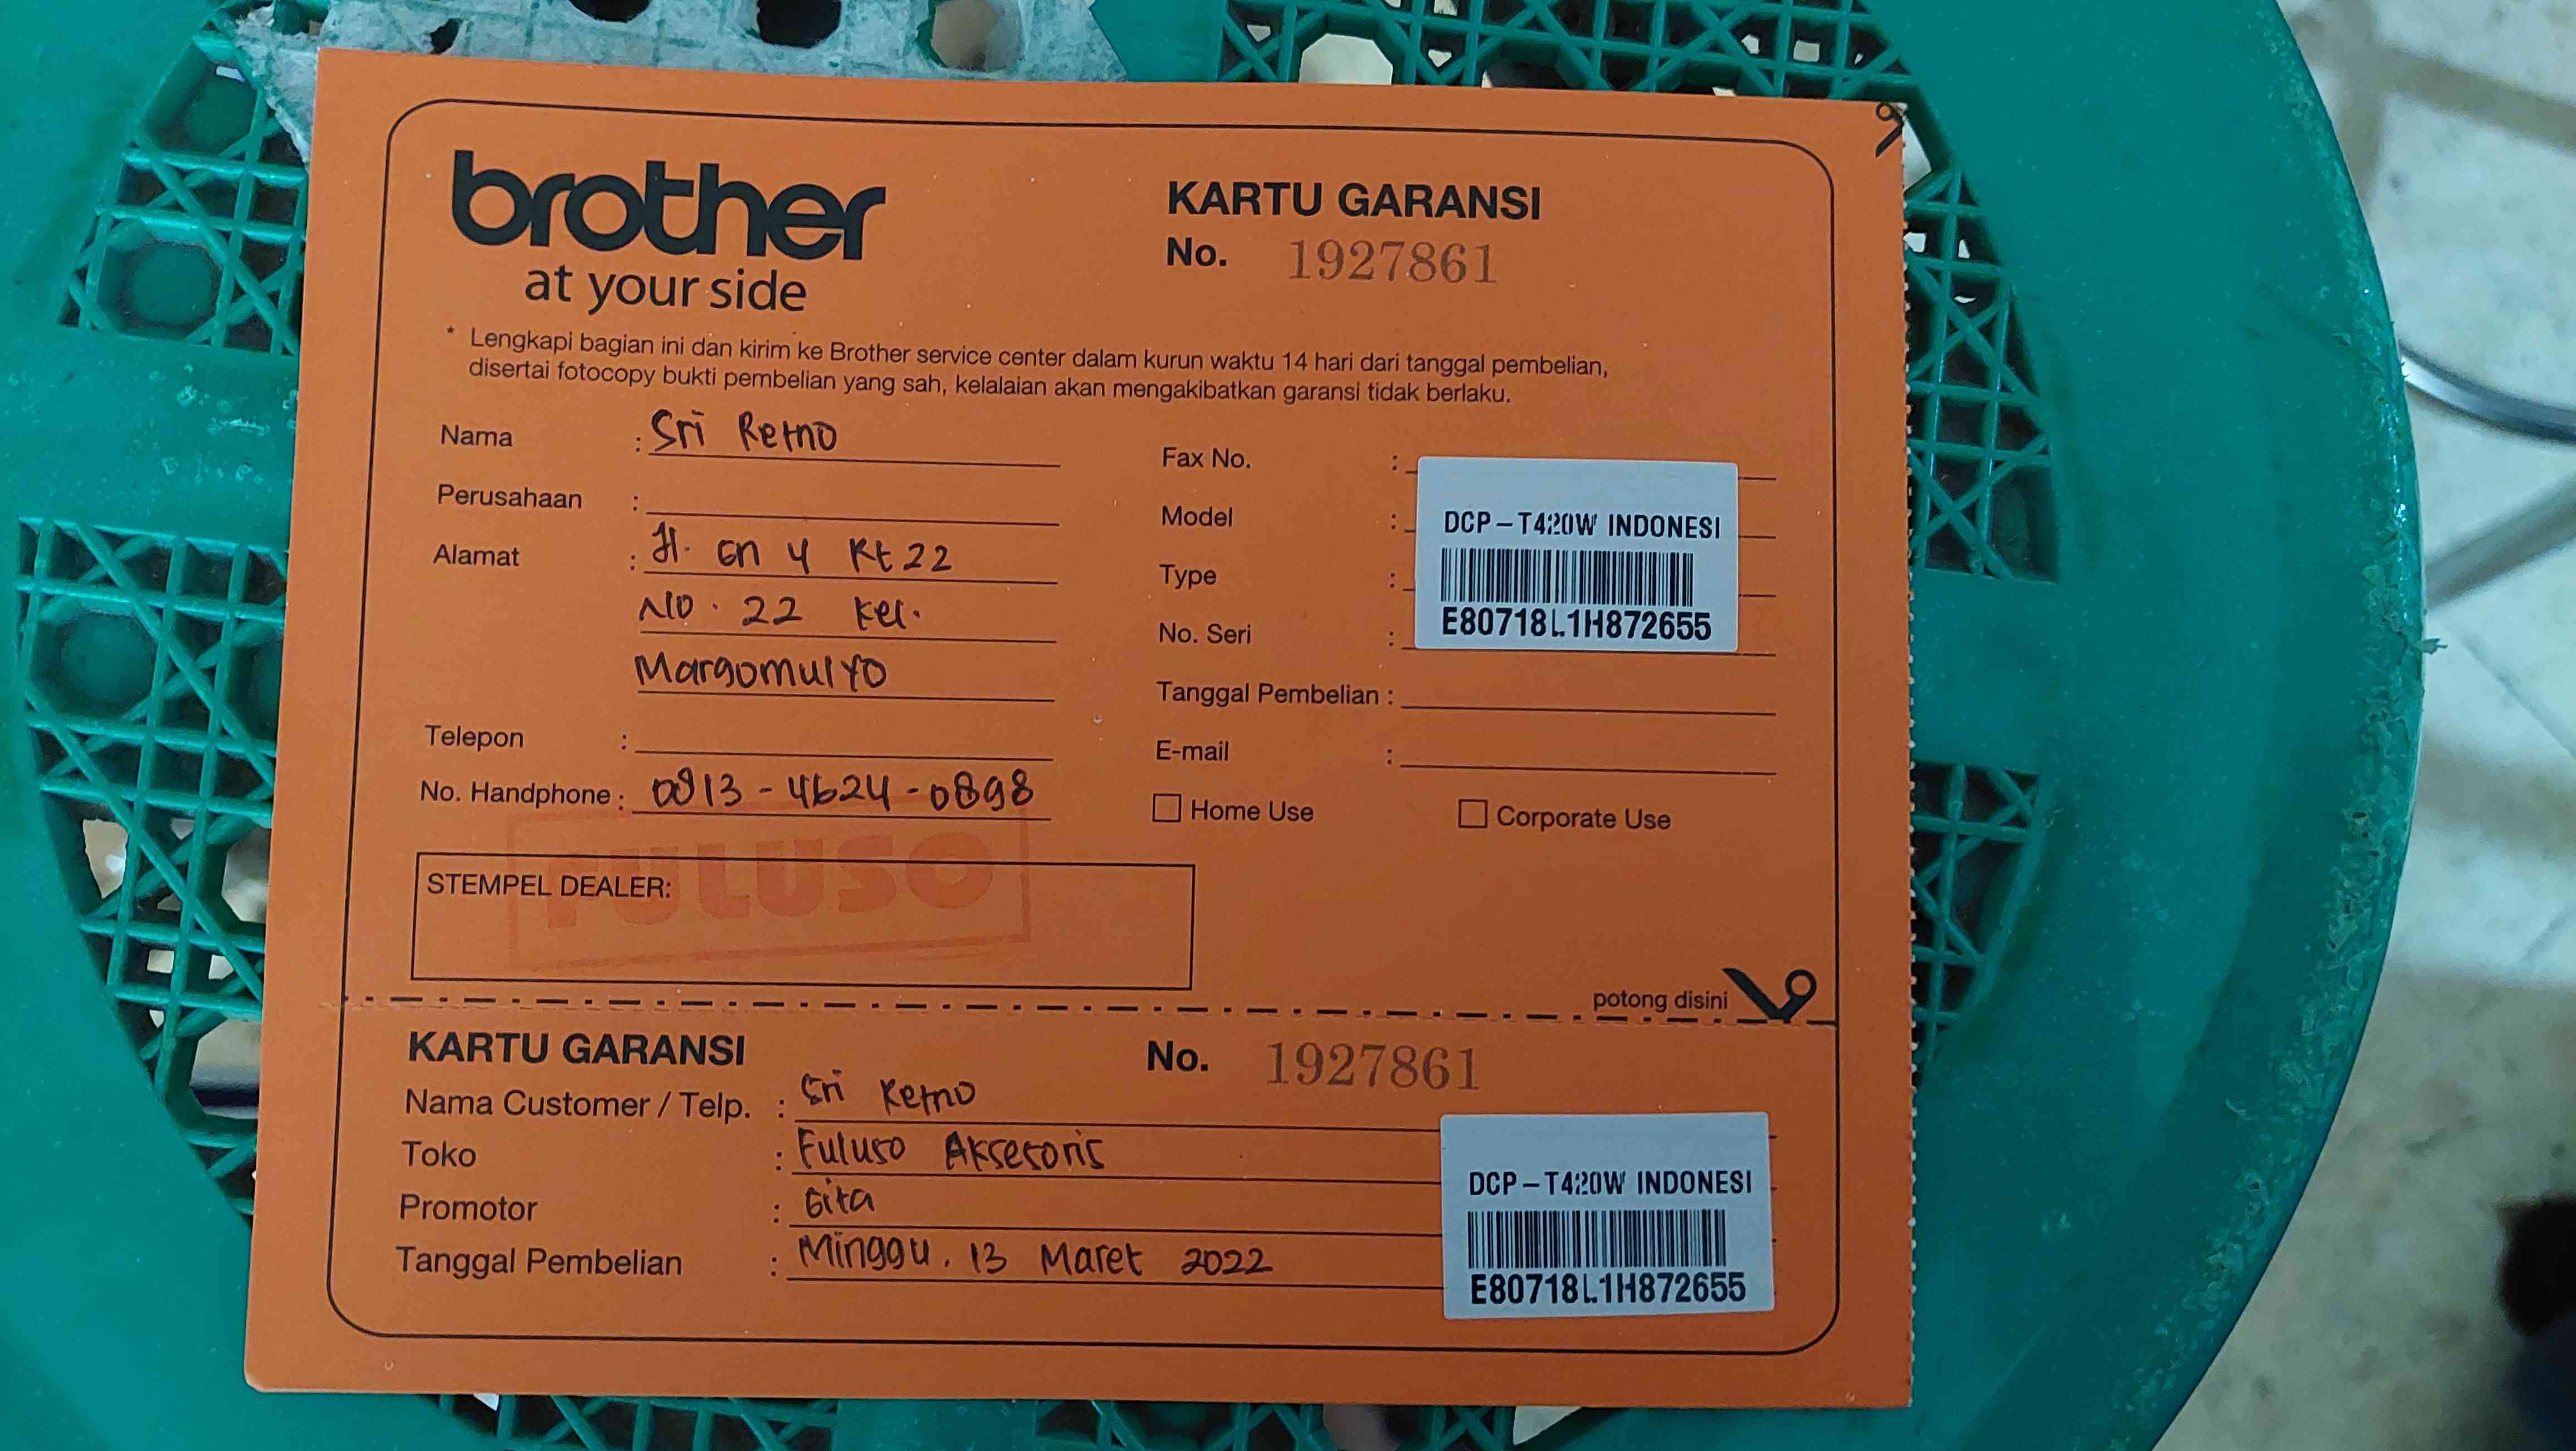 brother
at your side
KARTU GARANSI
No. 1927861
* Lengkapi bagian ini dan kirim ke Brother service center dalam kurun waktu 14 hari dari tanggal pembelian,
disertai fotocopy bukti pembelian yang sah, kelalaian akan mengakibatkan garansi tidak berlaku.
Nama : Sri Retno
Perusahaan :
Alamat : Jl. Gn 4 Rt 22
No. 22 Kel.
Margomulyo
Telepon :
No. Handphone : 0813-4624-0898
Fax No. :
Model :
Type :
No. Seri :
DCP-T420W INDONESI
E80718L1H872655
Tanggal Pembelian :
E-mail :
Home Use Corporate Use
STEMPEL DEALER:
FULUSO
potong disini
KARTU GARANSI
No. 1927861
Nama Customer / Telp. : Sri Retno
Toko : Fuluso Aksesoris
Promotor : Gita
Tanggal Pembelian : Minggu, 13 Maret 2022
DCP-T420W INDONESI
E80718L1H872655